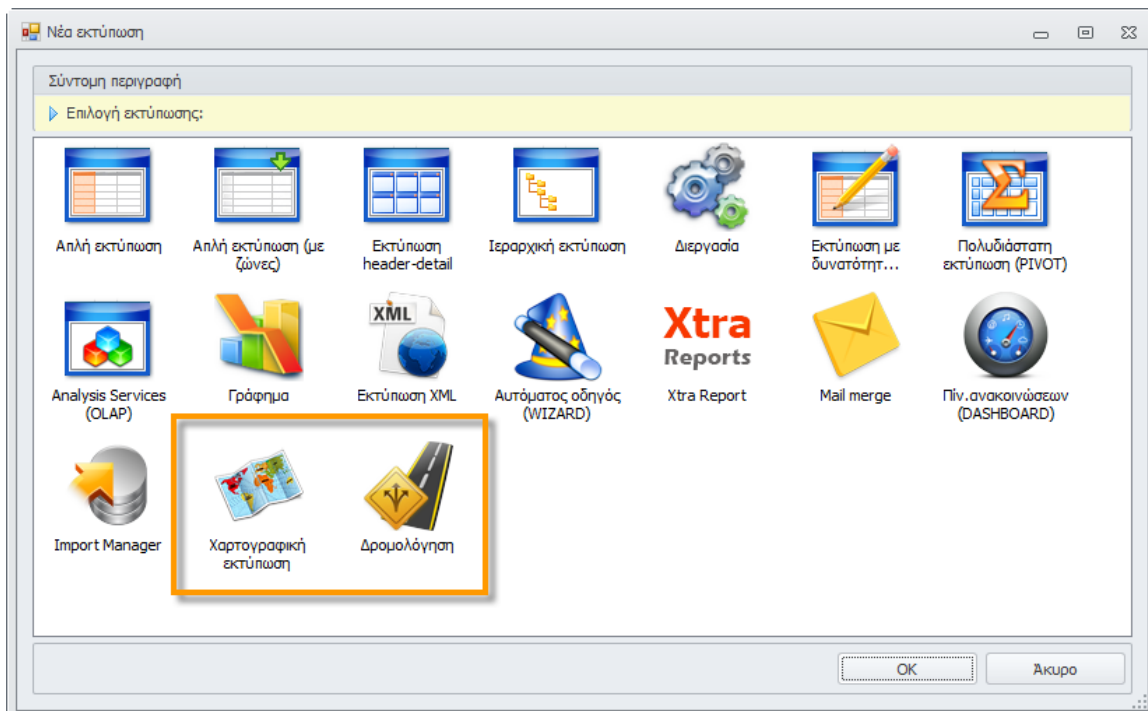 Νέα εκτύπωση
Σύντομη περιγραφή
Επιλογή εκτύπωσης:
Απλή εκτύπωση
Απλή εκτύπωση (με
ζώνες)
Εκτύπωση
header-detail
Ιεραρχική εκτύπωση
Διεργασία
Εκτύπωση με
δυνατότητ...
Πολυδιάστατη
εκτύπωση (PIVOT)
Analysis Services
(OLAP)
Γράφημα
XML
Εκτύπωση XML
Αυτόματος οδηγός
(WIZARD)
Xtra
Reports
Xtra Report
Mail merge
Πίν.ανακοινώσεων
(DASHBOARD)
Import Manager
Χαρτογραφική
εκτύπωση
Δρομολόγηση
OK
Άκυρο